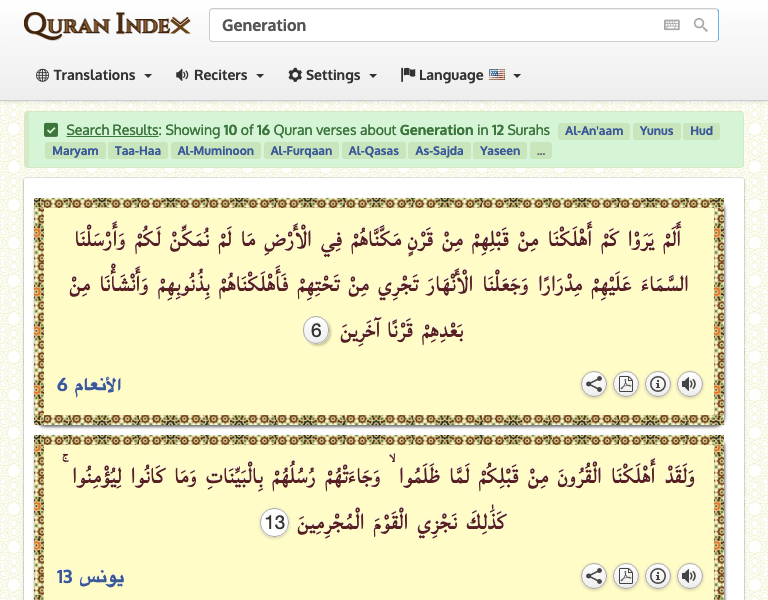 QURAN INDEX
Generation
Translations Reciters Settings Language
Search Results: Showing 10 of 16 Quran verses about Generation in 12 Surahs Al-An'aam Yunus Hud
Maryam Taa-Haa Al-Muminoon Al-Furqaan Al-Qasas As-Sajda Yaseen ...
أَلَمْ يَرَوْا كَمْ أَهْلَكْنَا مِنْ قَبْلِهِمْ مِنْ قَرْنٍ مَكَّنَّاهُمْ فِي الْأَرْضِ مَا لَمْ نُمَكِّنْ لَكُمْ وَأَرْسَلْنَا
السَّمَاءَ عَلَيْهِمْ مِدْرَارًا وَجَعَلْنَا الْأَنْهَارَ تَجْرِي مِنْ تَحْتِهِمْ فَأَهْلَكْنَاهُمْ بِذُنُوبِهِمْ وَأَنْشَأْنَا مِنْ
بَعْدِهِمْ قَرْنًا آخَرِينَ 6
الأنعام 6
وَلَقَدْ أَهْلَكْنَا الْقُرُونَ مِنْ قَبْلِكُمْ لَمَّا ظَلَمُوا ۙ وَجَاءَتْهُمْ رُسُلُهُمْ بِالْبَيِّنَاتِ وَمَا كَانُوا لِيُؤْمِنُوا ۚ
كَذَٰلِكَ نَجْزِي الْقَوْمَ الْمُجْرِمِينَ 13
يونس 13